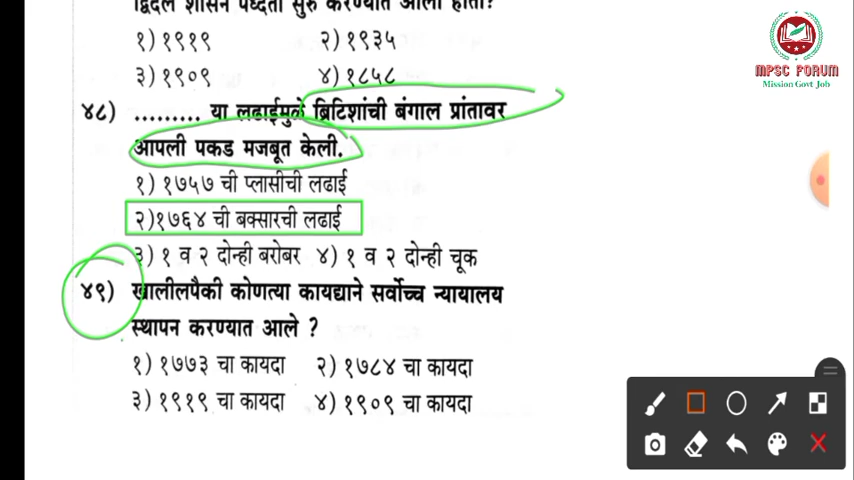 द्विदल शासन पध्दती सुरु करण्यात आली होती?
१) १९१९ २) १९३५
३) १९०९ ४) १८५८
MPSC FORUM
Mission Govt Job
४८) ......... या लढाईमुळे ब्रिटिशांची बंगाल प्रांतावर
आपली पकड मजबूत केली.
१) १७५७ ची प्लासीची लढाई
२) १७६४ ची बक्सारची लढाई
३) १ व २ दोन्ही बरोबर ४) १ व २ दोन्ही चूक
४९) खालीलपैकी कोणत्या कायद्याने सर्वोच्च न्यायालय
स्थापन करण्यात आले ?
१) १७७३ चा कायदा २) १७८४ चा कायदा
३) १९१९ चा कायदा ४) १९०९ चा कायदा